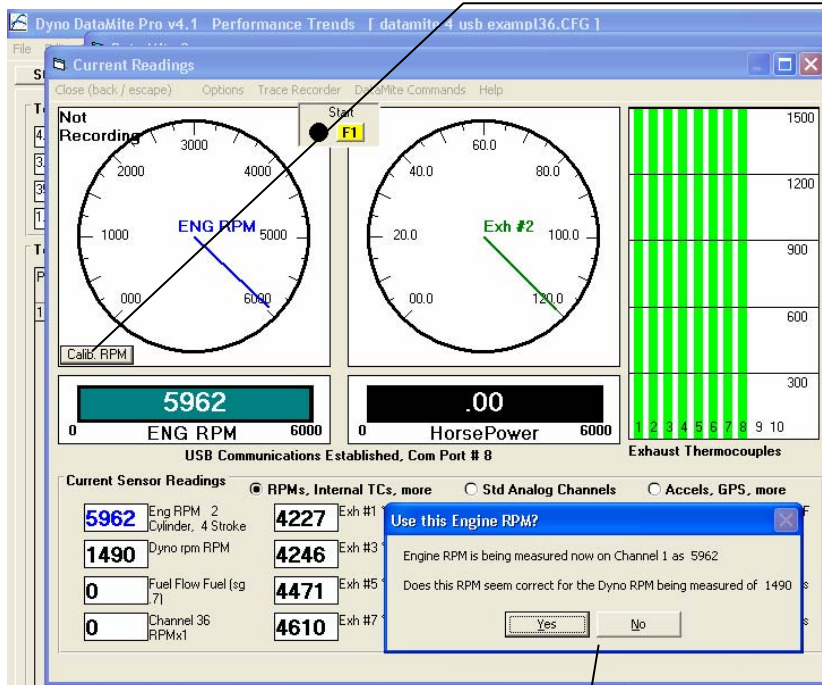 Dyno DataMite Pro v4.1 Performance Trends [ datamite 4 usb exampl36.CFG ]
File
Current Readings
Close (back / escape) Options Trace Recorder DataMite Commands Help
Not
Recording
Start
F1
000 1000 2000 3000 4000 5000 6000
ENG RPM
Calib. RPM
00.0 20.0 40.0 60.0 80.0 100.0 120.0
Exh #2
1500
1200
900
600
300
1 2 3 4 5 6 7 8 9 10
Exhaust Thermocouples
5962
0 ENG RPM 6000
.00
0 HorsePower 6000
USB Communications Established, Com Port # 8
Current Sensor Readings
RPMs, Internal TCs, more Std Analog Channels Accels, GPS, more
5962 Eng RPM 2
Cylinder, 4 Stroke
4227 Exh #1
1490 Dyno rpm RPM
4246 Exh #3
0 Fuel Flow Fuel (sg
.7)
4471 Exh #5
0 Channel 36
RPMx1
4610 Exh #7
Use this Engine RPM?
Engine RPM is being measured now on Channel 1 as 5962
Does this RPM seem correct for the Dyno RPM being measured of 1490
Yes No